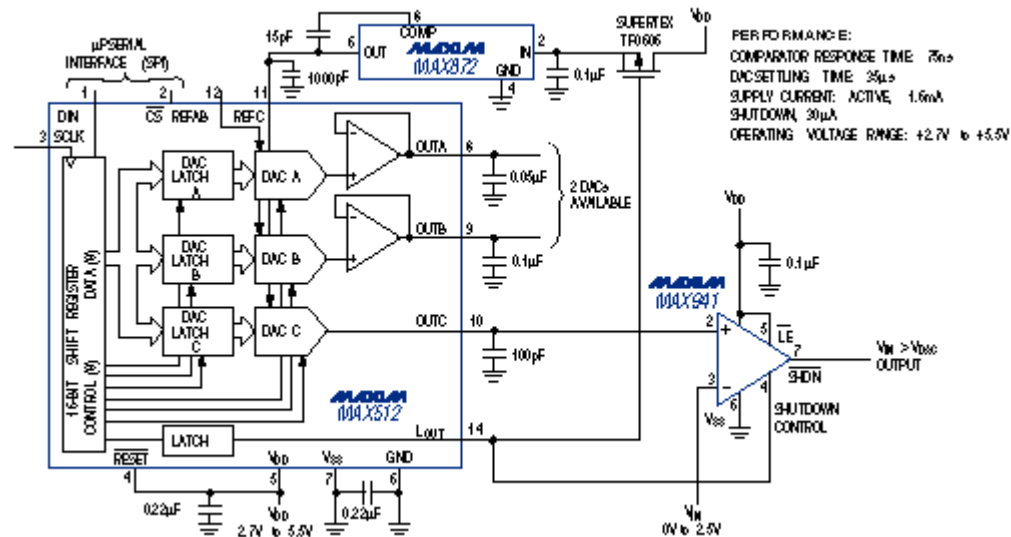 µPSERIAL
INTERFACE (SPI)
15pF
8
COMP
6
OUT
MAXIM
MAX872
IN
2
GND
4
1000pF
0.1µF
SUPERTEX
TP0606
VDD
PERFORMANCE:
COMPARATOR RESPONSE TIME: 75ns
DAC SETTLING TIME: 35µs
SUPPLY CURRENT: ACTIVE, 1.6mA
SHUTDOWN, 30µA
OPERATING VOLTAGE RANGE: +2.7V to +5.5V
1
2
12
11
DIN
CS
REFAB
REFC
3
SCLK
16-BIT SHIFT REGISTER
DATA (8)
CONTROL (8)
DAC
LATCH
A
DAC A
OUTA
8
0.05µF
DAC
LATCH
B
DAC B
OUTB
9
0.1µF
2 DACs
AVAILABLE
DAC
LATCH
C
DAC C
OUTC
10
100pF
MAXIM
MAX512
LATCH
LOUT
14
RESET
4
VDD
5
VSS
7
GND
6
0.22µF
VDD
2.7V to 5.5V
0.22µF
VDD
0.1µF
MAXIM
MAX941
2
+
5
LE
7
VIN > VDAC
OUTPUT
3
−
4
SHDN
6
VSS
SHUTDOWN
CONTROL
VIN
0V to 2.5V